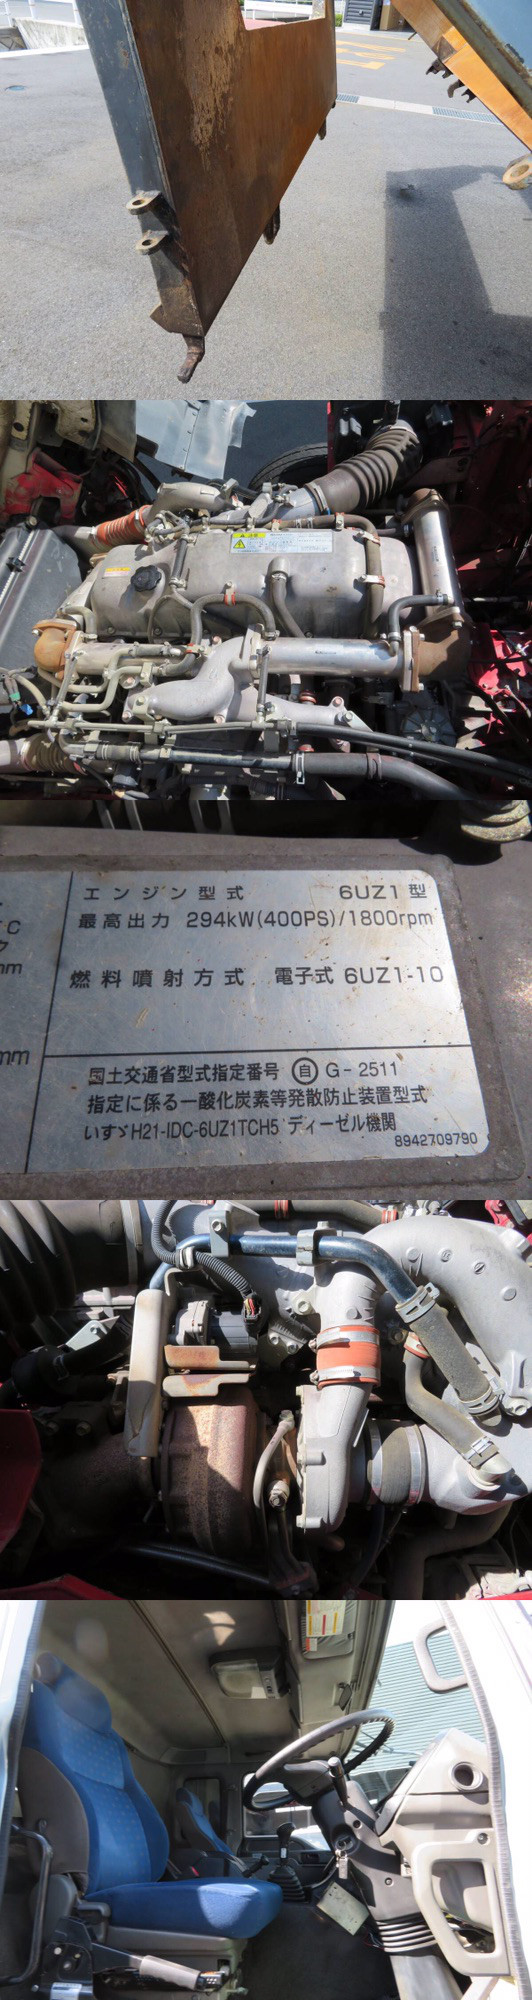 エンジン型式 6UZ1型
最高出力 294kW(400PS)/1800rpm
燃料噴射方式 電子式 6UZ1-10
国土交通省型式指定番号 自 G-2511
指定に係る一酸化炭素等発散防止装置型式
いすゞH21-IDC-6UZ1TCH5 ディーゼル機関
8942709790
C
ク
mm
mm